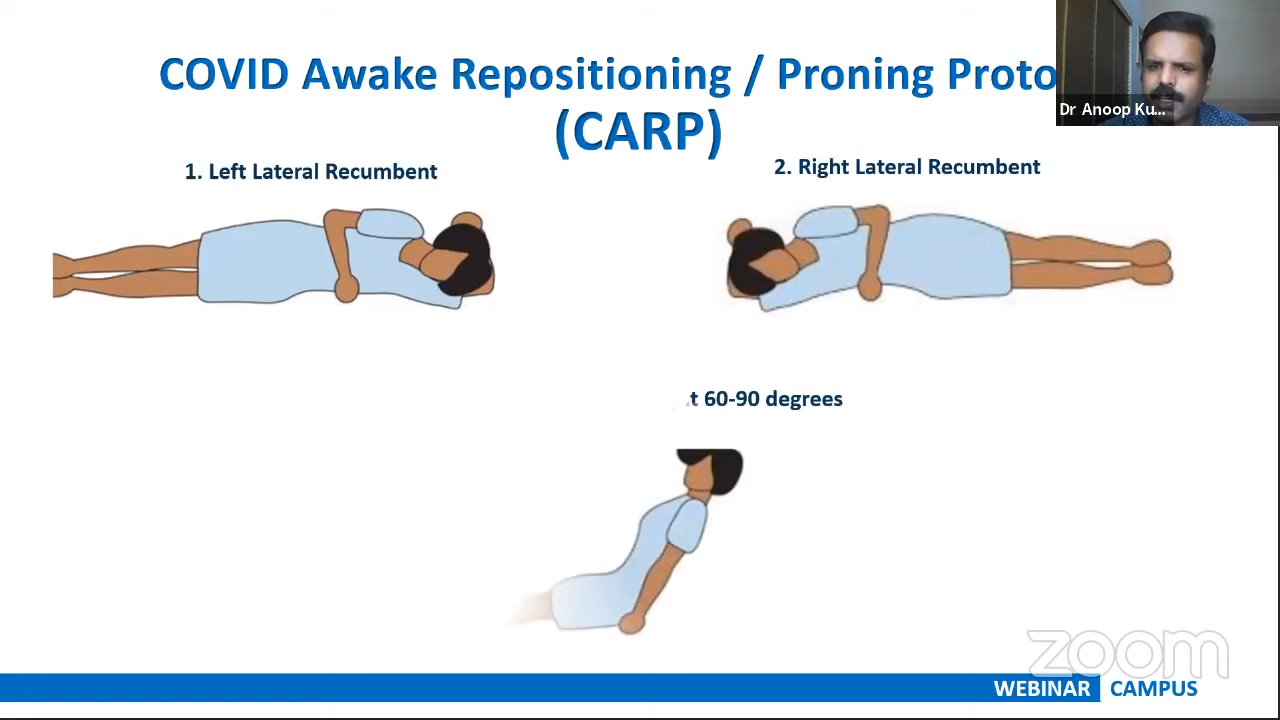 COVID Awake Repositioning / Proning Proto
(CARP)
Dr Anoop Ku...
1. Left Lateral Recumbent
2. Right Lateral Recumbent
t 60-90 degrees
zoom
WEBINAR CAMPUS